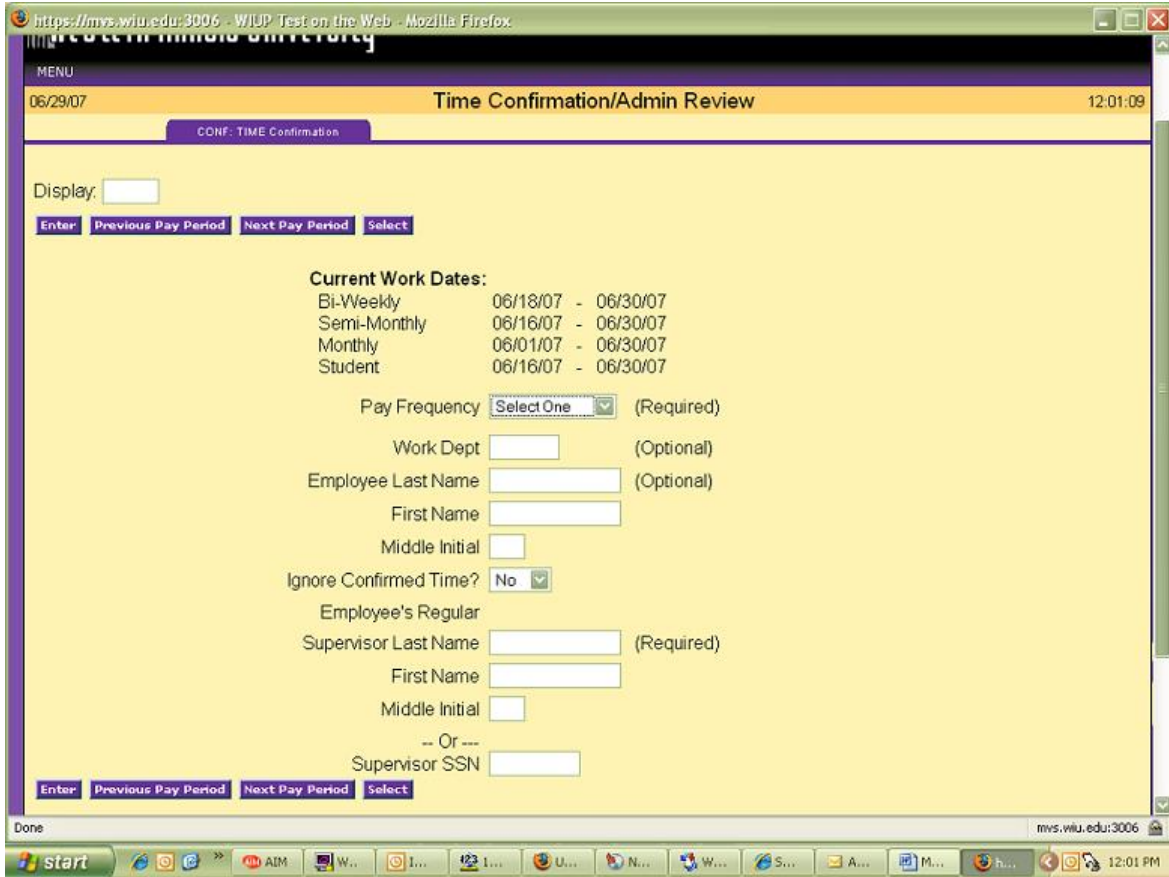 https://mvs.wiu.edu:3006 - WIUP Test on the Web - Mozilla Firefox
Western Illinois University
MENU
06/29/07 Time Confirmation/Admin Review 12:01:09
CONF: TIME Confirmation
Display:
Enter Previous Pay Period Next Pay Period Select
Current Work Dates:
Bi-Weekly 06/18/07 - 06/30/07
Semi-Monthly 06/16/07 - 06/30/07
Monthly 06/01/07 - 06/30/07
Student 06/16/07 - 06/30/07
Pay Frequency Select One (Required)
Work Dept (Optional)
Employee Last Name (Optional)
First Name
Middle Initial
Ignore Confirmed Time? No
Employee's Regular
Supervisor Last Name (Required)
First Name
Middle Initial
-- Or ---
Supervisor SSN
Enter Previous Pay Period Next Pay Period Select
Done mvs.wiu.edu:3006
start » AIM W... I... 123 1... U... N... W... S... A... M... h... 12:01 PM